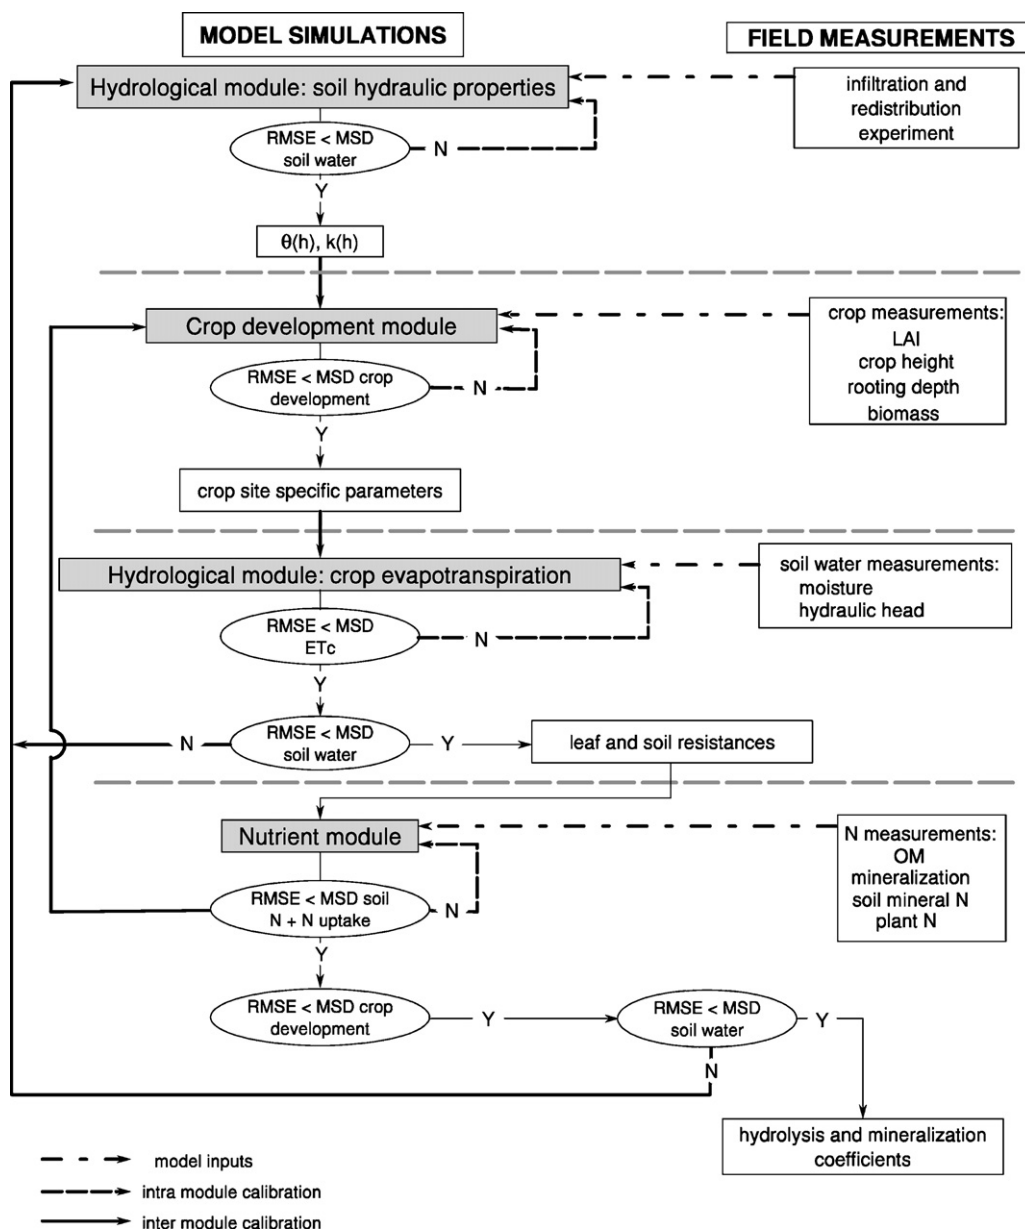 MODEL SIMULATIONS
FIELD MEASUREMENTS
Hydrological module: soil hydraulic properties
infiltration and
redistribution
experiment
RMSE < MSD
soil water
N
Y
θ(h), k(h)
Crop development module
crop measurements:
LAI
crop height
rooting depth
biomass
RMSE < MSD crop
development
N
Y
crop site specific parameters
Hydrological module: crop evapotranspiration
soil water measurements:
moisture
hydraulic head
RMSE < MSD
ETc
N
Y
N
RMSE < MSD
soil water
Y
leaf and soil resistances
Nutrient module
N measurements:
OM
mineralization
soil mineral N
plant N
RMSE < MSD soil
N + N uptake
N
Y
RMSE < MSD crop
development
Y
RMSE < MSD
soil water
Y
N
hydrolysis and mineralization
coefficients
model inputs
intra module calibration
inter module calibration